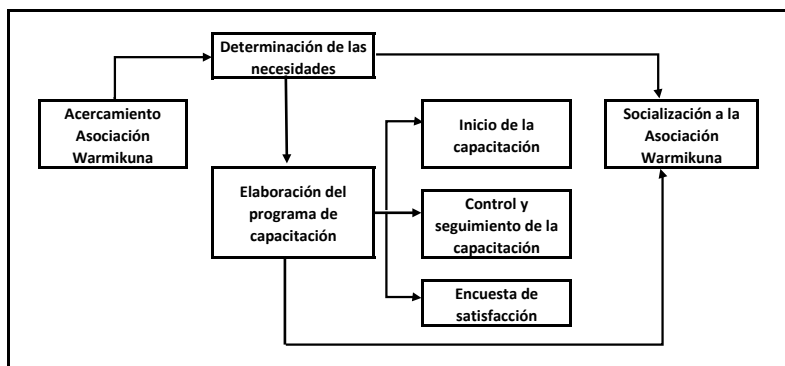 Determinación de las
necesidades
Acercamiento
Asociación
Warmikuna
Inicio de la
capacitación
Socialización a la
Asociación
Warmikuna
Elaboración del
programa de
capacitación
Control y
seguimiento de la
capacitación
Encuesta de
satisfacción